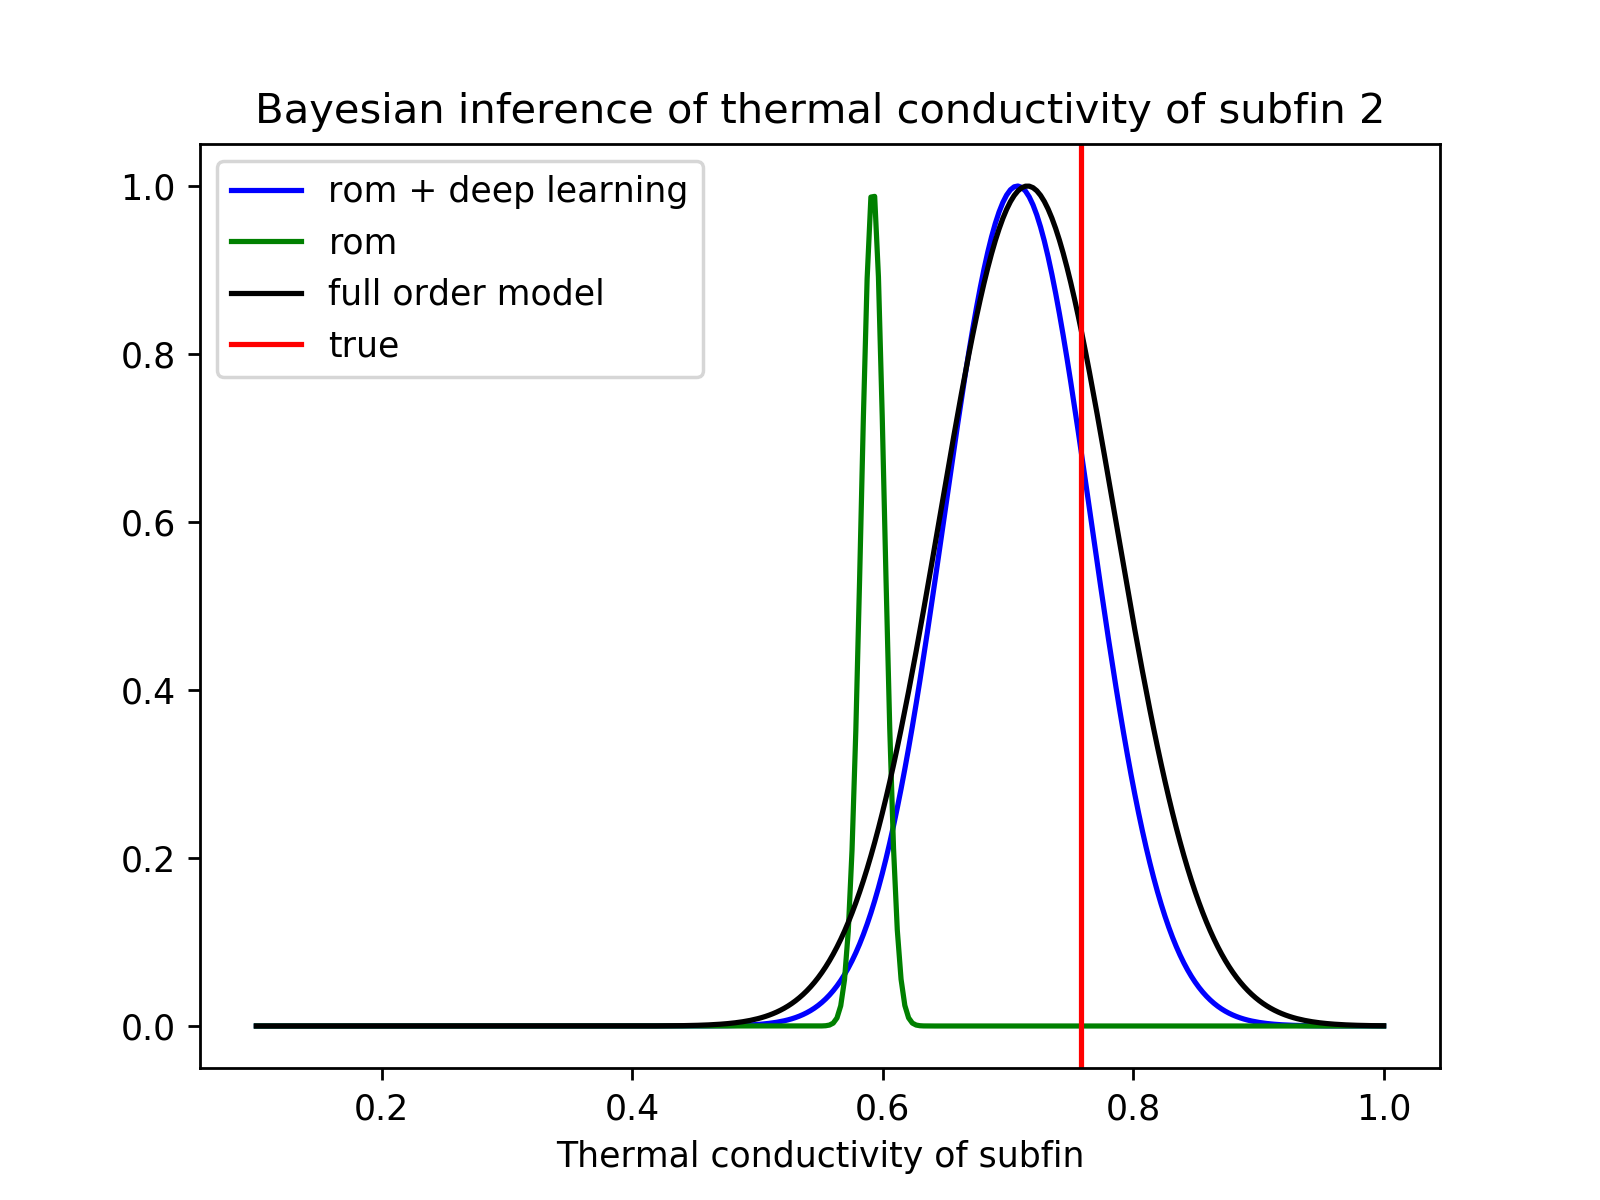 Bayesian inference of thermal conductivity of subfin 2
rom + deep learning
rom
full order model
true
1.0
0.8
0.6
0.4
0.2
0.0
0.2 0.4 0.6 0.8 1.0
Thermal conductivity of subfin